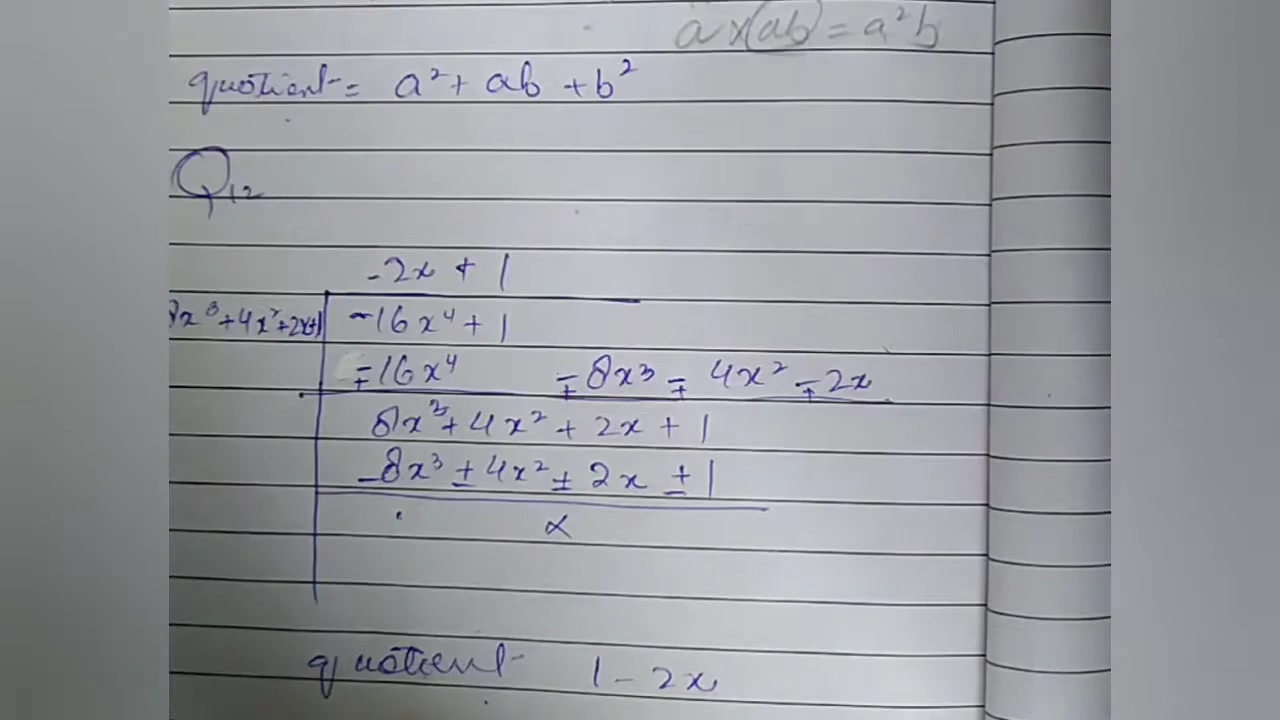 a x(ab) = a²b
quotient = a² + ab + b²
Q12
-2x + 1
8x³ + 4x² + 2x + 1 -16x⁴ + 1
∓16x⁴ ∓ 8x³ ∓ 4x² ∓ 2x
8x³ + 4x² + 2x + 1
-8x³ ± 4x² ± 2x ± 1
x
quotient 1 - 2x